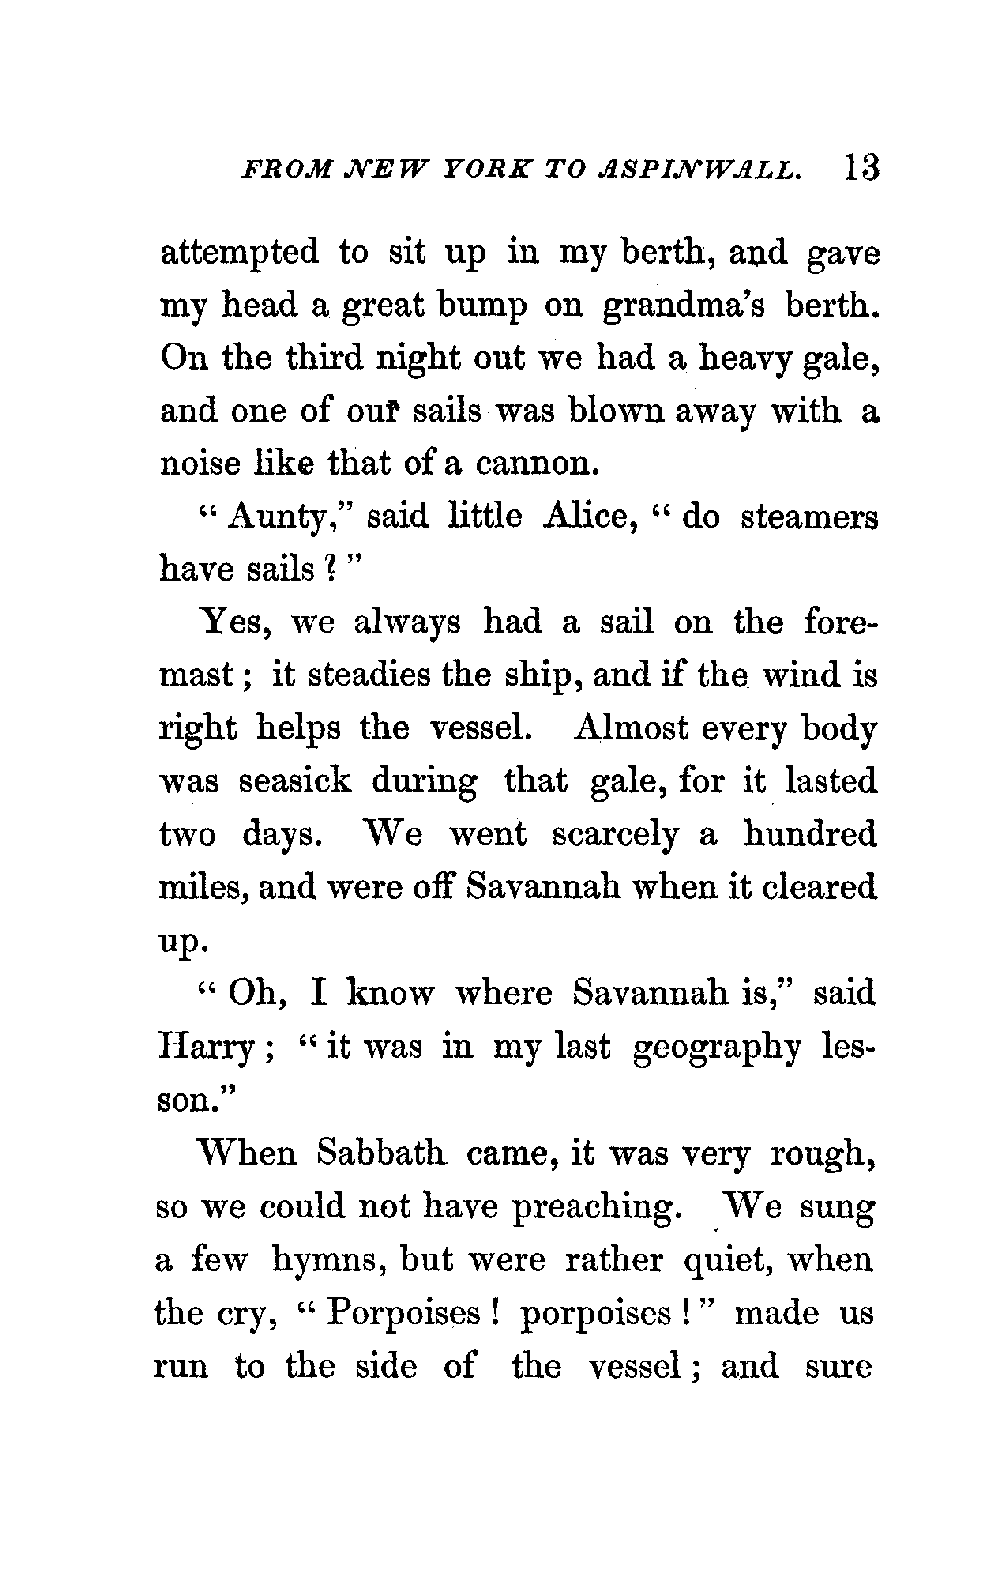 FROM NEW YORK TO ASPINWALL. 13
attempted to sit up in my berth, and gave
my head a great bump on grandma's berth.
On the third night out we had a heavy gale,
and one of our sails was blown away with a
noise like that of a cannon.
“ Aunty,” said little Alice, “ do steamers
have sails ? ”
Yes, we always had a sail on the fore-
mast ; it steadies the ship, and if the wind is
right helps the vessel. Almost every body
was seasick during that gale, for it lasted
two days. We went scarcely a hundred
miles, and were off Savannah when it cleared
up.
“ Oh, I know where Savannah is,” said
Harry ; “ it was in my last geography les-
son.”
When Sabbath came, it was very rough,
so we could not have preaching. We sung
a few hymns, but were rather quiet, when
the cry, “ Porpoises ! porpoises ! ” made us
run to the side of the vessel ; and sure